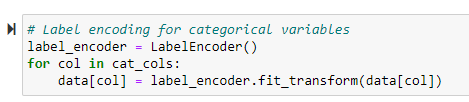 # Label encoding for categorical variables
label_encoder = LabelEncoder()
for col in cat_cols:
    data[col] = label_encoder.fit_transform(data[col])